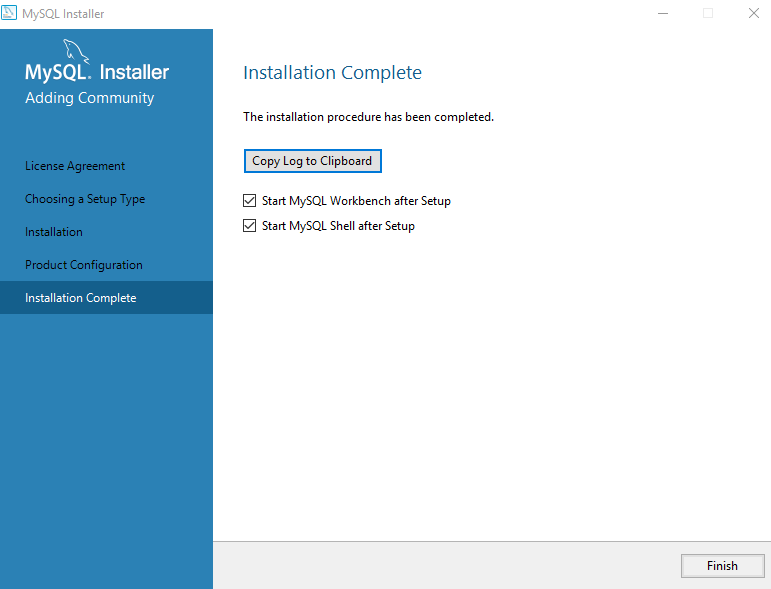 MySQL Installer
MySQL. Installer
Adding Community
License Agreement
Choosing a Setup Type
Installation
Product Configuration
Installation Complete
Installation Complete
The installation procedure has been completed.
Copy Log to Clipboard
Start MySQL Workbench after Setup
Start MySQL Shell after Setup
Finish